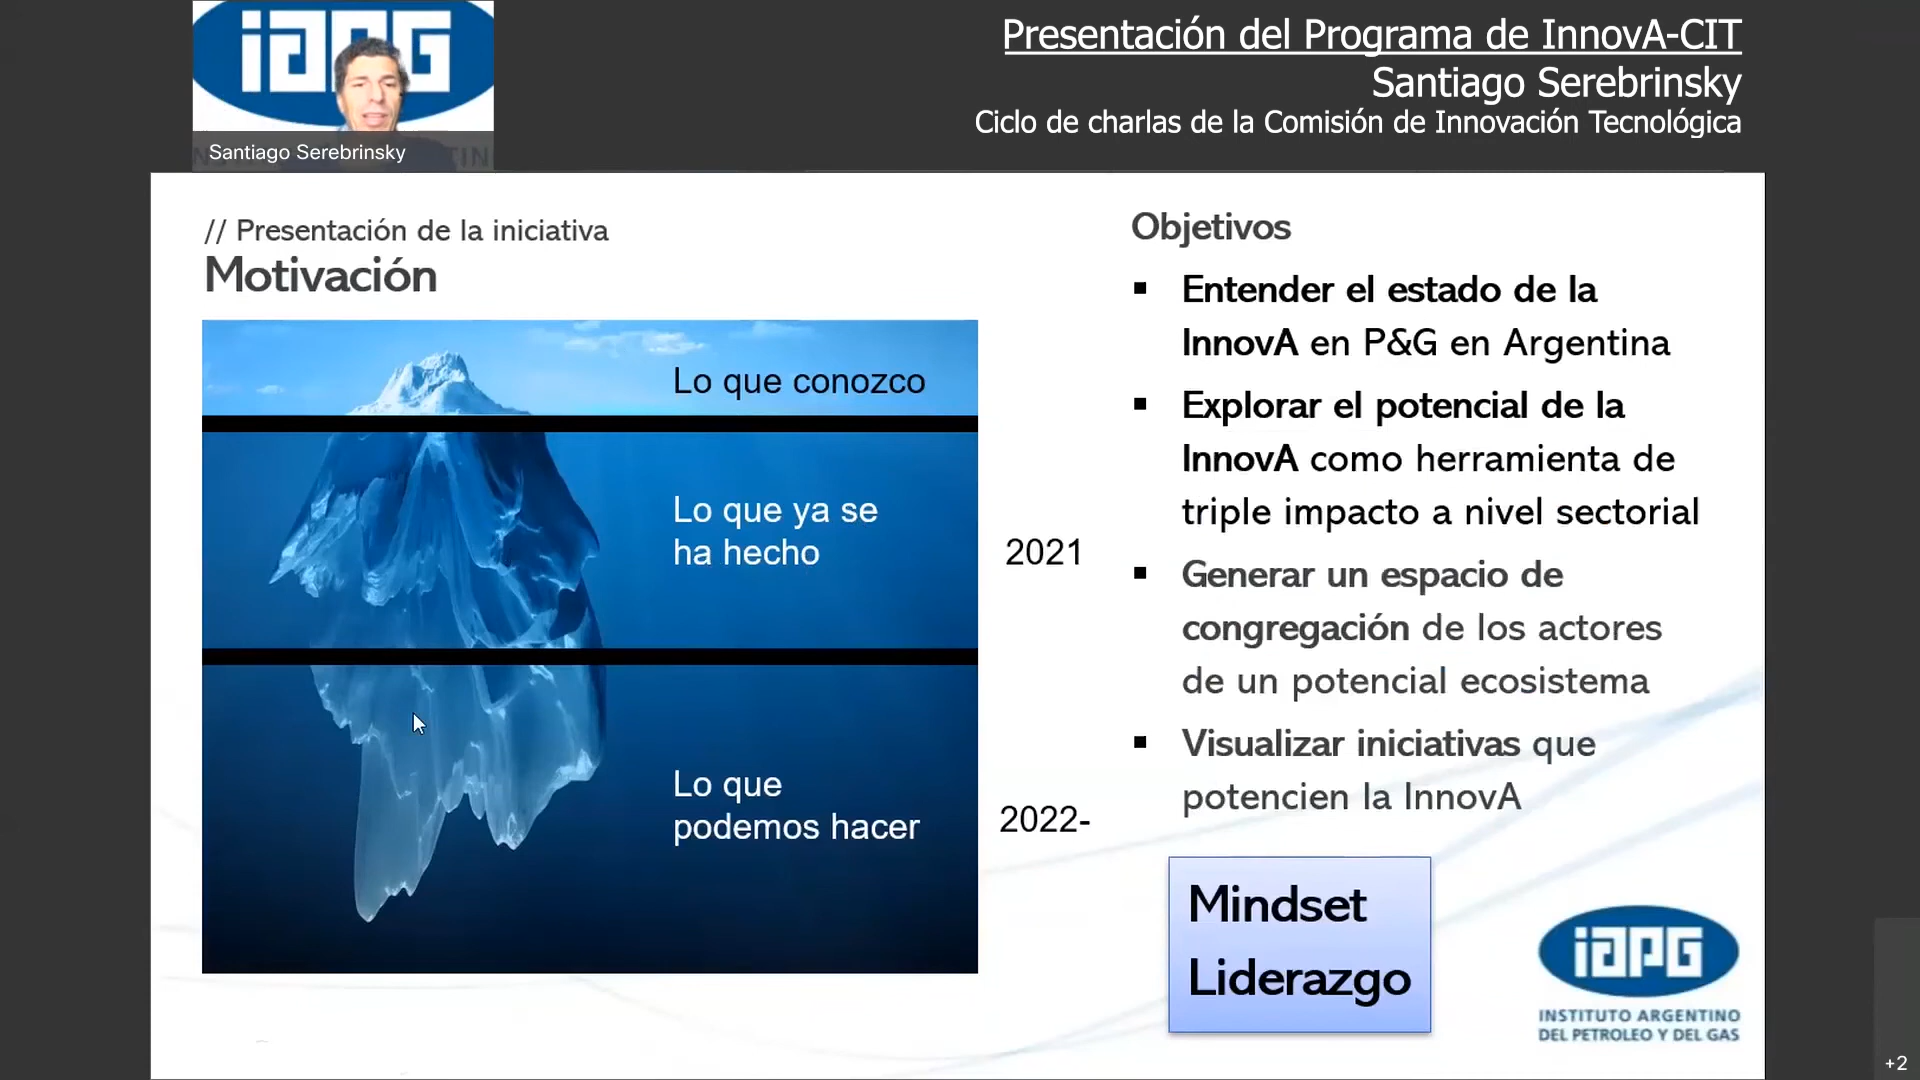 iapg
Santiago Serebrinsky
Presentación del Programa de InnovA-CIT
Santiago Serebrinsky
Ciclo de charlas de la Comisión de Innovación Tecnológica
// Presentación de la iniciativa
Motivación
Lo que conozco
Lo que ya se
ha hecho
2021
Lo que
podemos hacer
2022-
Objetivos
▪ Entender el estado de la
InnovA en P&G en Argentina
▪ Explorar el potencial de la
InnovA como herramienta de
triple impacto a nivel sectorial
▪ Generar un espacio de
congregación de los actores
de un potencial ecosistema
▪ Visualizar iniciativas que
potencien la InnovA
Mindset
Liderazgo
iapg
INSTITUTO ARGENTINO
DEL PETROLEO Y DEL GAS
+2